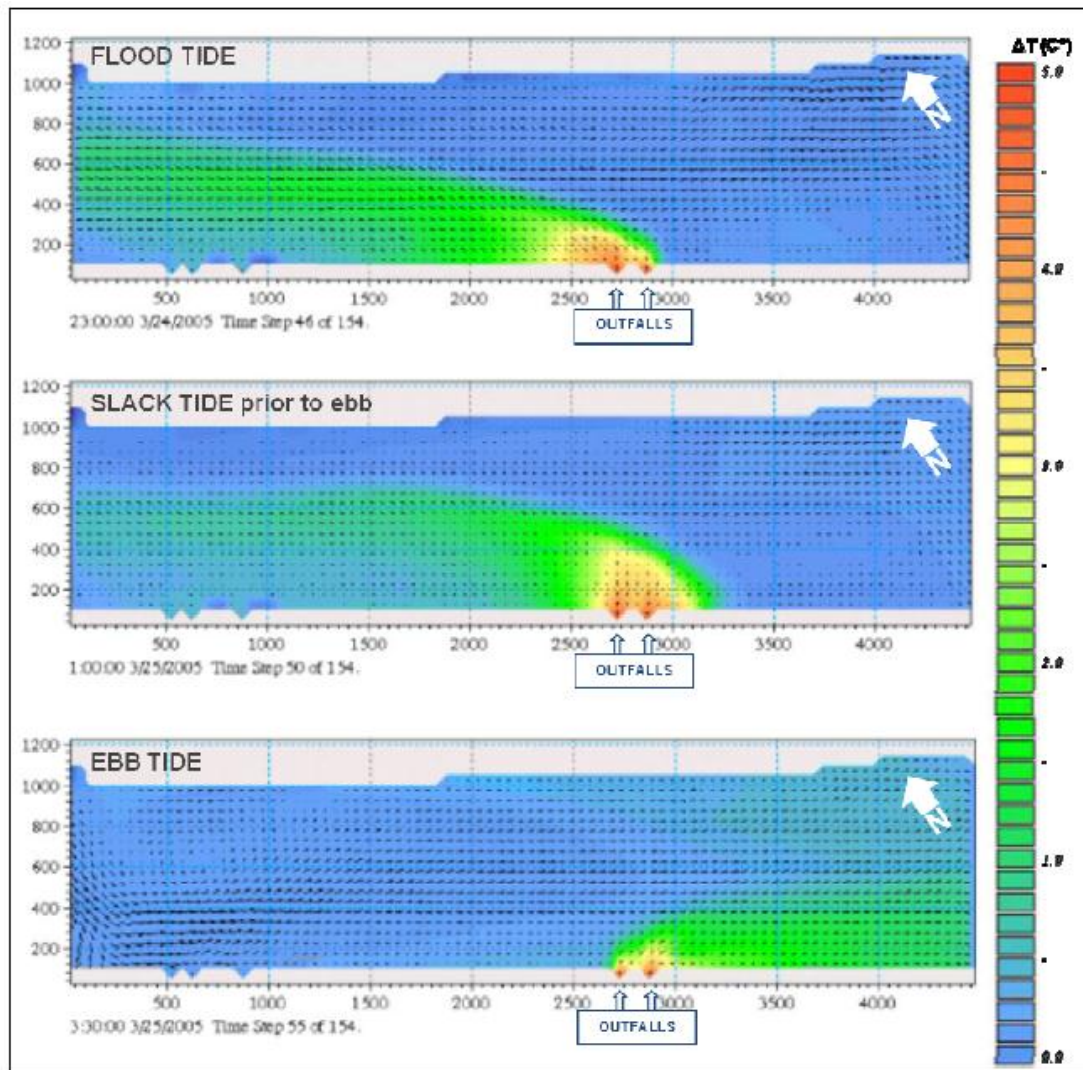 FLOOD TIDE
1200
1000
800
600
400
200
500 1000 1500 2000 2500 3000 3500 4000
23:00:00 3/24/2005 Time Step 46 of 154.
OUTFALLS
N
SLACK TIDE prior to ebb
1200
1000
800
600
400
200
500 1000 1500 2000 2500 3000 3500 4000
1:00:00 3/25/2005 Time Step 50 of 154.
OUTFALLS
N
EBB TIDE
1200
1000
800
600
400
200
500 1000 1500 2000 2500 3000 3500 4000
3:30:00 3/25/2005 Time Step 55 of 154.
OUTFALLS
N
ΔT(C°)
5.0
4.0
3.0
2.0
1.0
0.0